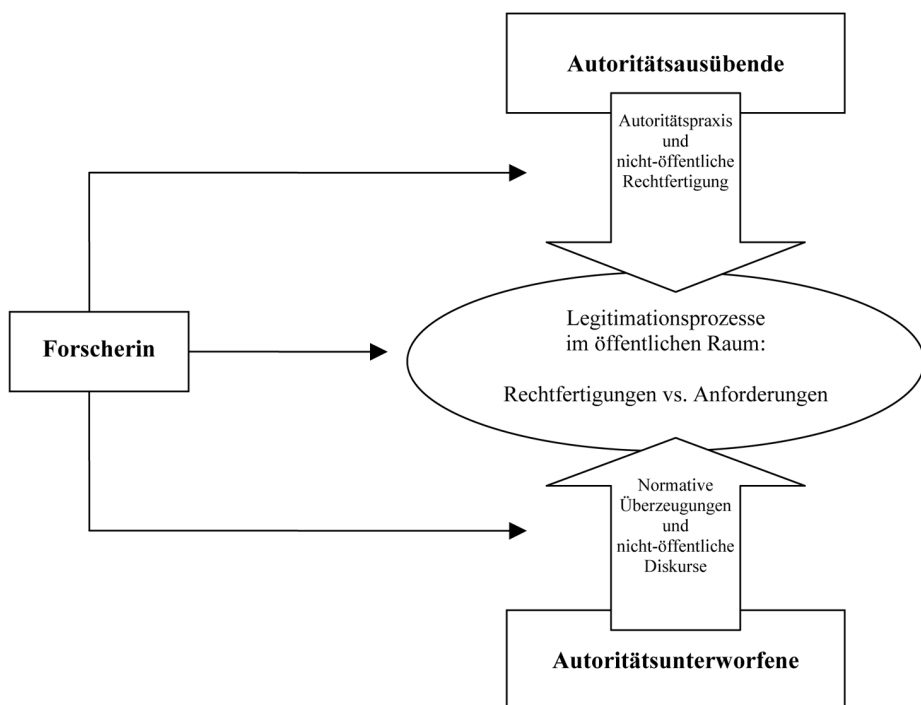 Autoritätsausübende
Autoritätspraxis
und
nicht-öffentliche
Rechtfertigung
Forscherin
Legitimationsprozesse
im öffentlichen Raum:
Rechtfertigungen vs. Anforderungen
Normative
Überzeugungen
und
nicht-öffentliche
Diskurse
Autoritätsunterworfene